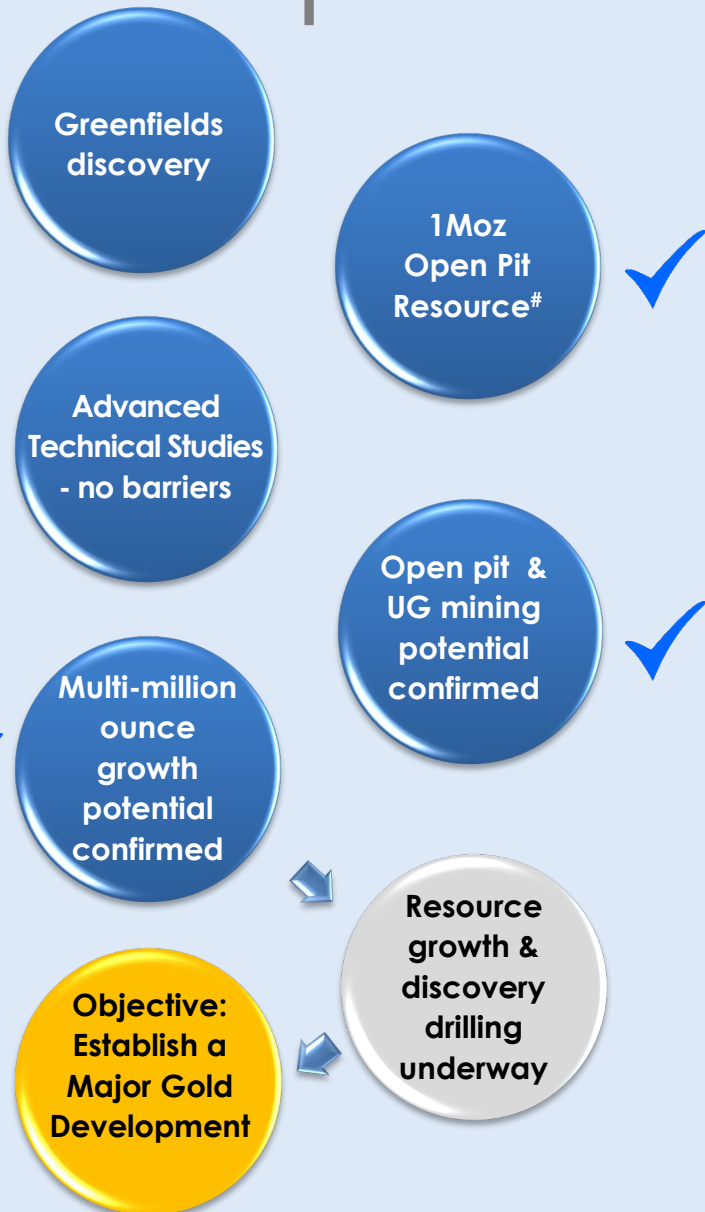 Greenfields
discovery
1Moz
Open Pit
Resource#
Advanced
Technical Studies
- no barriers
Open pit & 
UG mining
potential
confirmed
Multi-million
ounce
growth
potential
confirmed
Resource
growth &
discovery
drilling
underway
Objective:
Establish a
Major Gold
Development